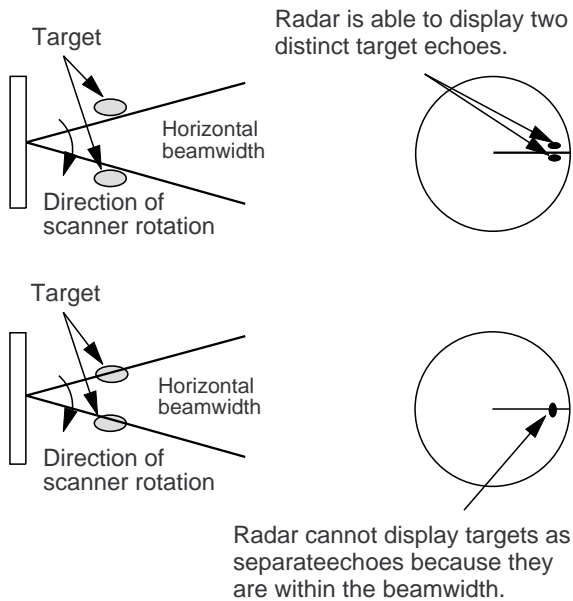 Target
Radar is able to display two
distinct target echoes.
Horizontal
beamwidth
Direction of
scanner rotation
Target
Horizontal
beamwidth
Direction of
scanner rotation
Radar cannot display targets as
separateechoes because they
are within the beamwidth.